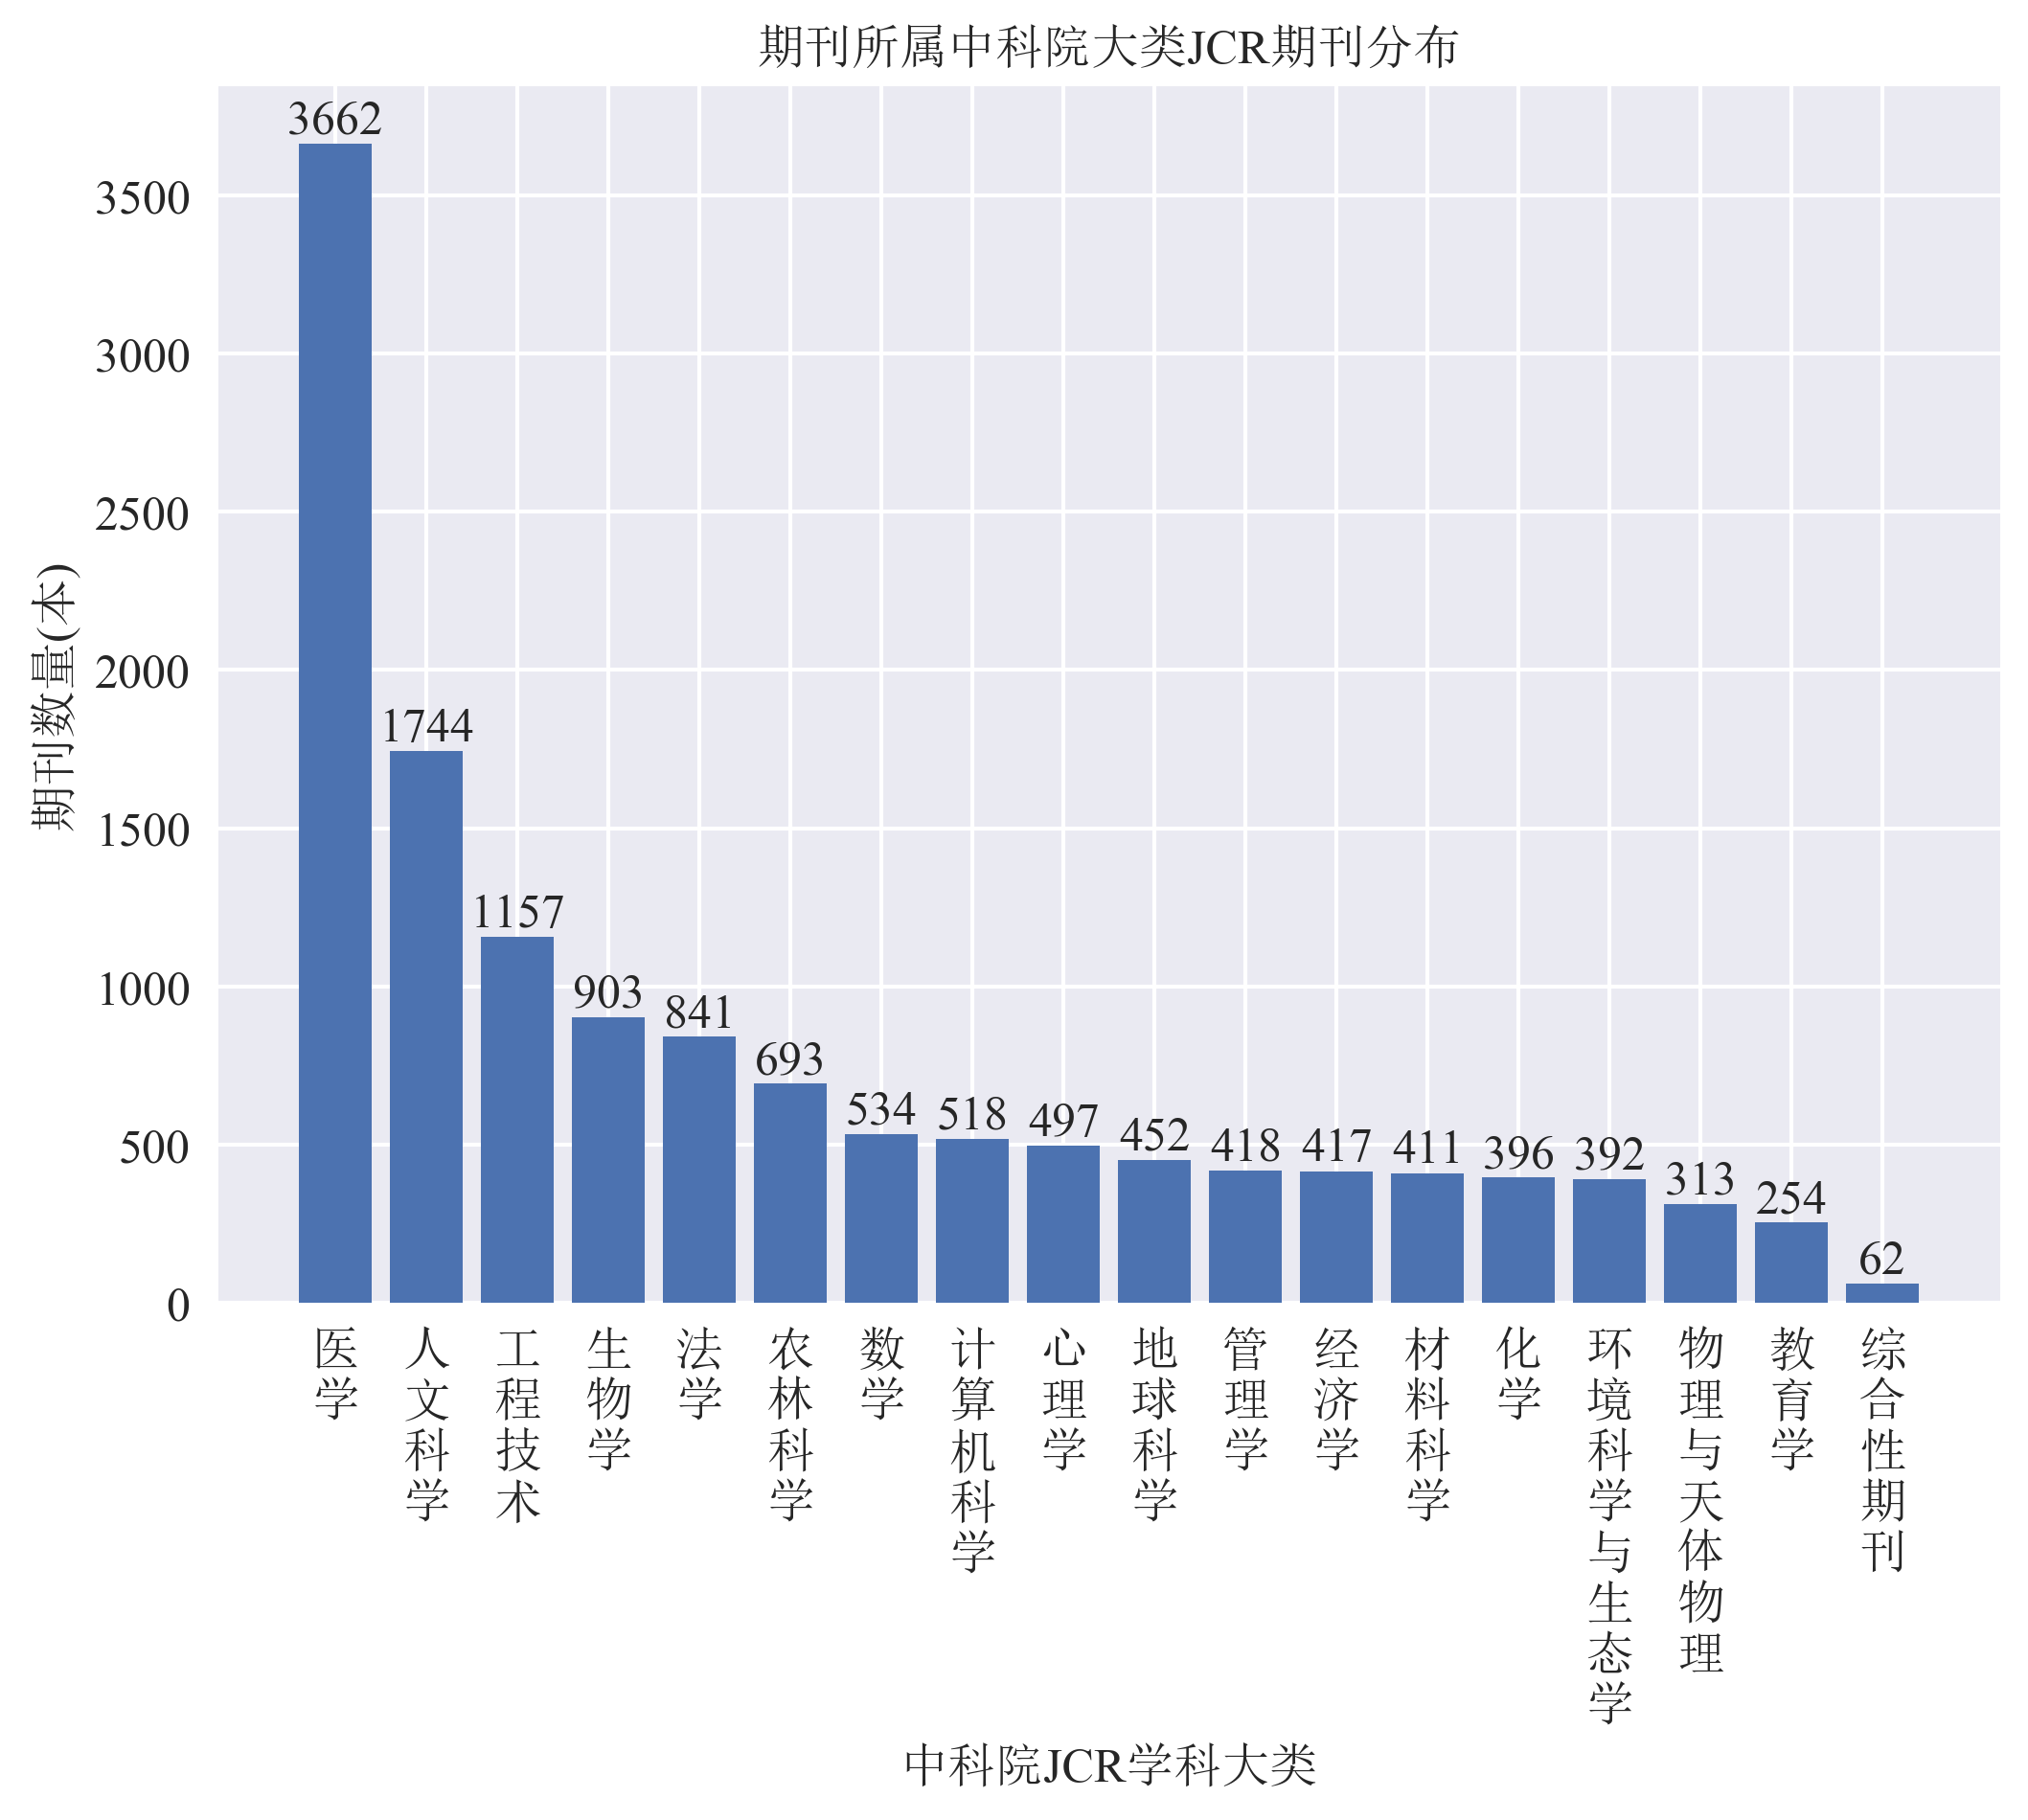 期刊所属中科院大类JCR期刊分布
期刊数量(本)
3500
3000
2500
2000
1500
1000
500
0
3662
1744
1157
903
841
693
534
518
497
452
418
417
411
396
392
313
254
62
医学
人文科学
工程技术
生物学
法学
农林科学
数学
计算机科学
心理学
地球科学
管理学
经济学
材料科学
化学
环境科学与生态学
物理与天体物理
教育学
综合性期刊
中科院JCR学科大类